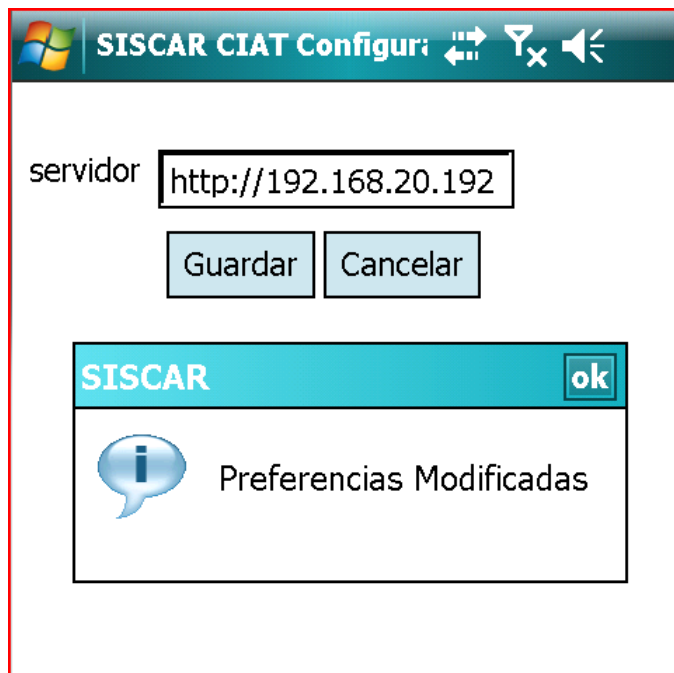 SISCAR CIAT Configur
servidor http://192.168.20.192
Guardar Cancelar
SISCAR ok
Preferencias Modificadas